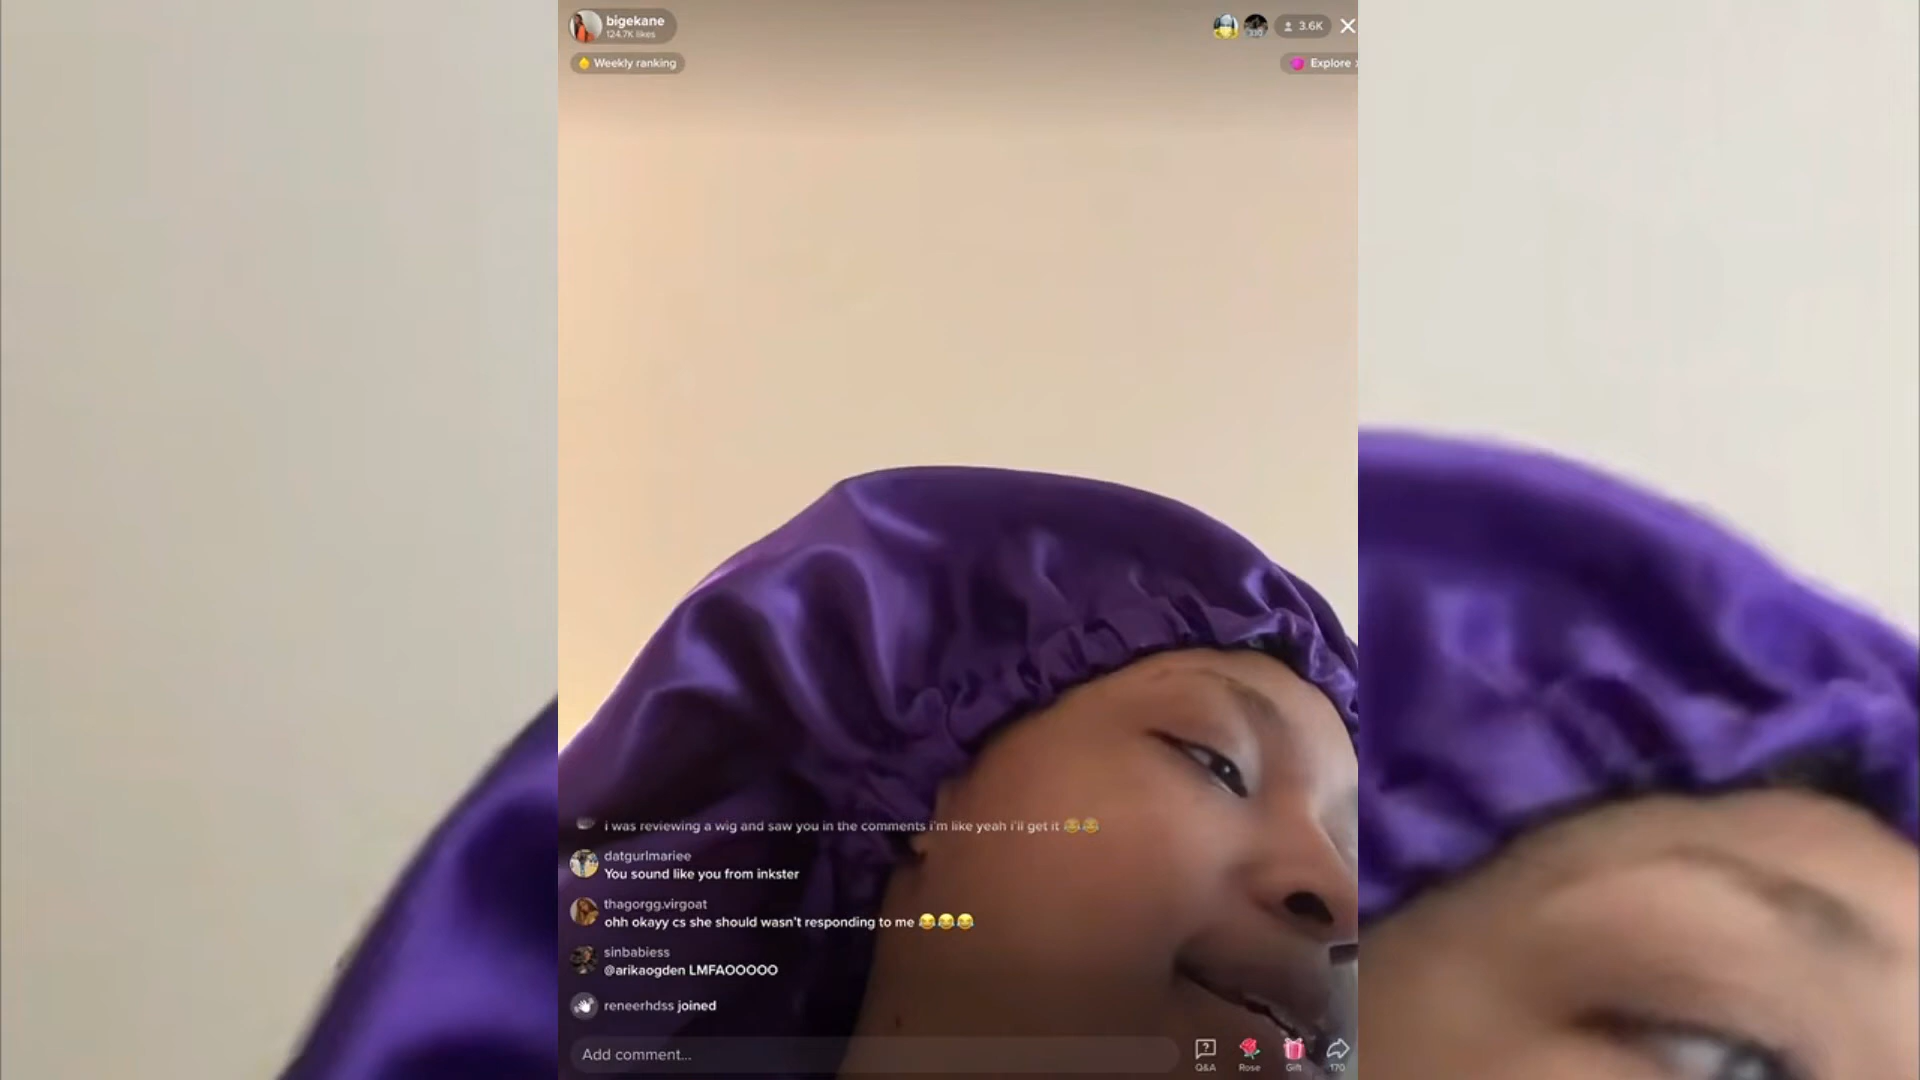 bigekane
124.7K likes
3.6K
Weekly ranking
Explore
i was reviewing a wig and saw you in the comments i'm like yeah i'll get it 😂😂
datgurlmariee
You sound like you from inkster
thagorgg.virgoat
ohh okayy cs she should wasn't responding to me 😂😂😂
sinbabiess
@arikaogden LMFAOOOOO
reneerhdss joined
Add comment...
Q&A
Rose
Gift
170